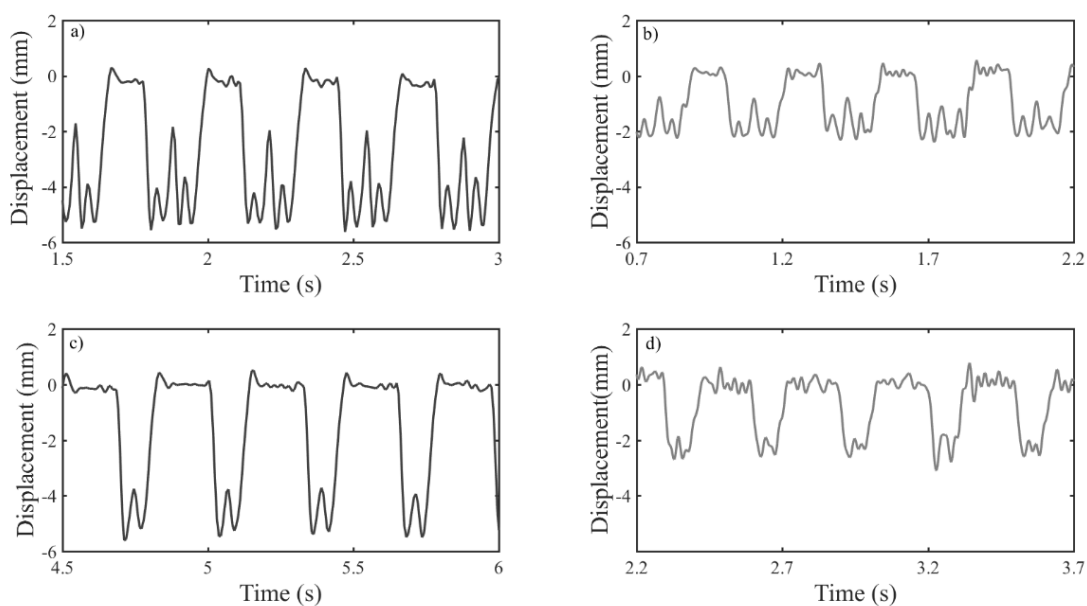 a)
2
0
-2
-4
-6
Displacement (mm)
1.5 2 2.5 3
Time (s)
b)
2
0
-2
-4
-6
Displacement (mm)
0.7 1.2 1.7 2.2
Time (s)
c)
2
0
-2
-4
-6
Displacement (mm)
4.5 5 5.5 6
Time (s)
d)
2
0
-2
-4
Displacement(mm)
2.2 2.7 3.2 3.7
Time (s)